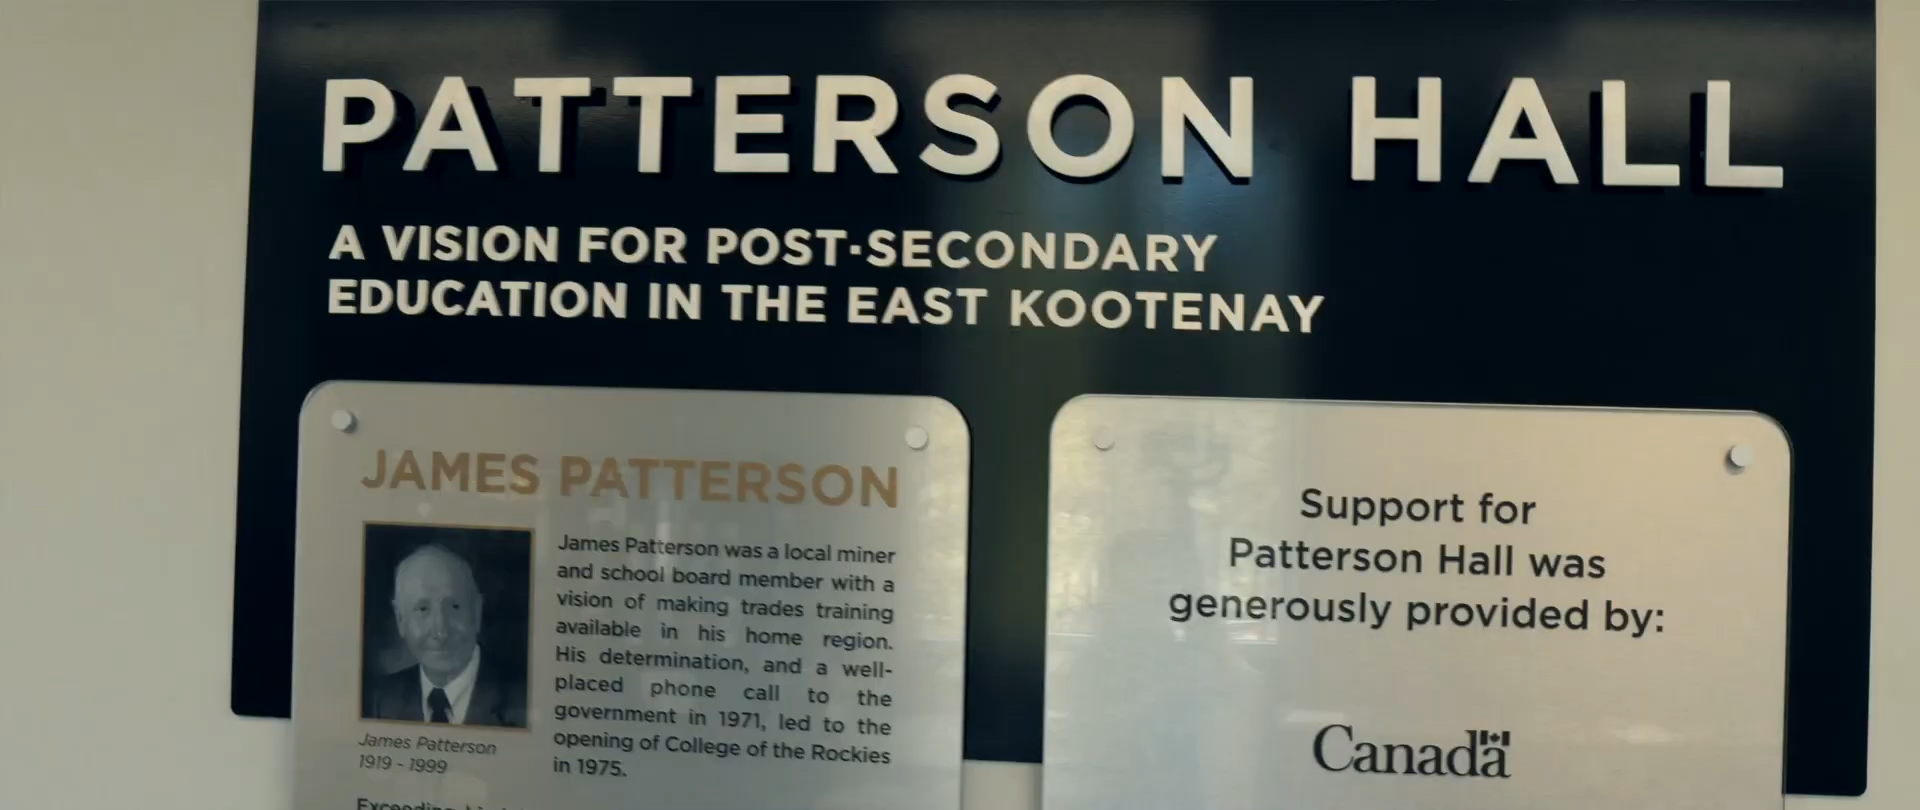 PATTERSON HALL
A VISION FOR POST-SECONDARY
EDUCATION IN THE EAST KOOTENAY
JAMES PATTERSON
James Patterson was a local miner
and school board member with a
vision of making trades training
available in his home region.
His determination, and a well-
placed phone call to the
government in 1971, led to the
opening of College of the Rockies
in 1975.
James Patterson
1919 - 1999
Support for
Patterson Hall was
generously provided by:
Canada